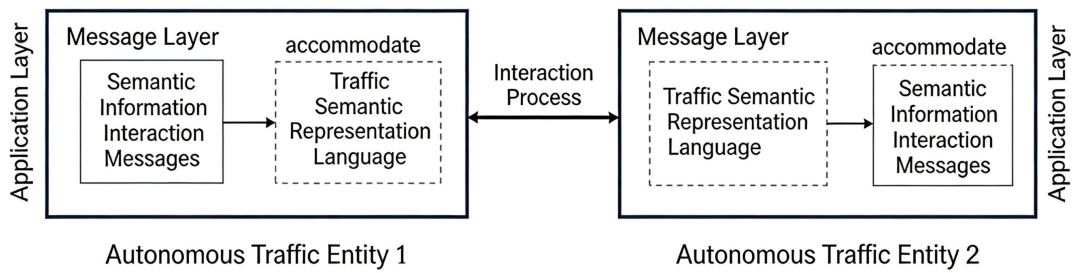 Application Layer
Message Layer
Semantic
Information
Interaction
Messages
accommodate
Traffic
Semantic
Representation
Language
Interaction
Process
Message Layer
Traffic Semantic
Representation
Language
accommodate
Semantic
Information
Interaction
Messages
Application Layer
Autonomous Traffic Entity 1
Autonomous Traffic Entity 2